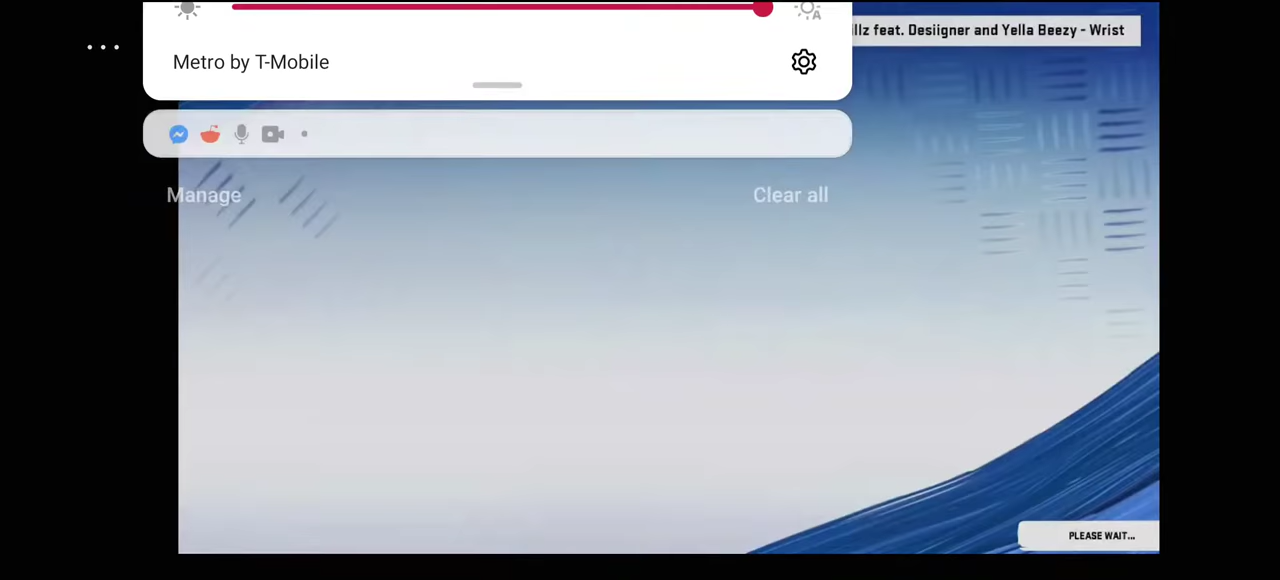 llz feat. Desiigner and Yella Beezy - Wrist
Metro by T-Mobile
Manage
Clear all
PLEASE WAIT...